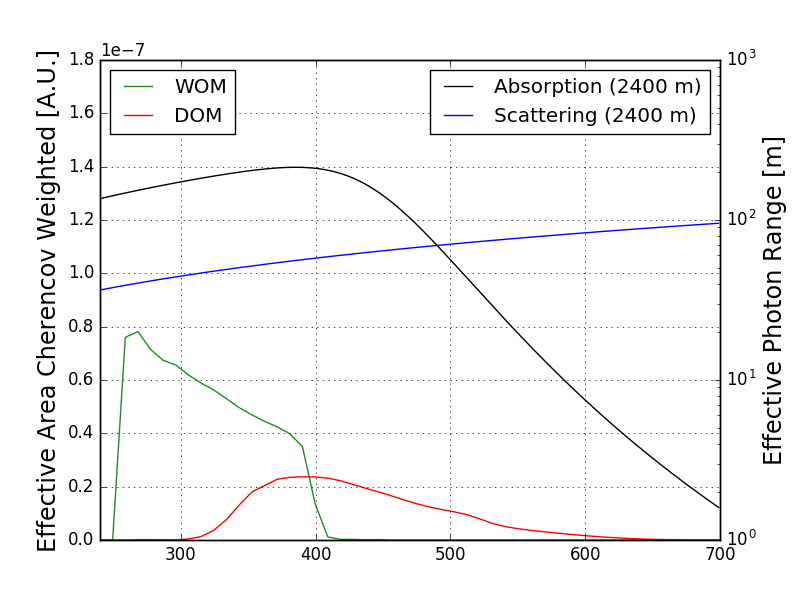 1e−7
1.8
1.6
1.4
1.2
1.0
0.8
0.6
0.4
0.2
0.0
Effective Area Cherencov Weighted [A.U.]
WOM
DOM
Absorption (2400 m)
Scattering (2400 m)
10³
10²
10¹
10⁰
Effective Photon Range [m]
300 400 500 600 700